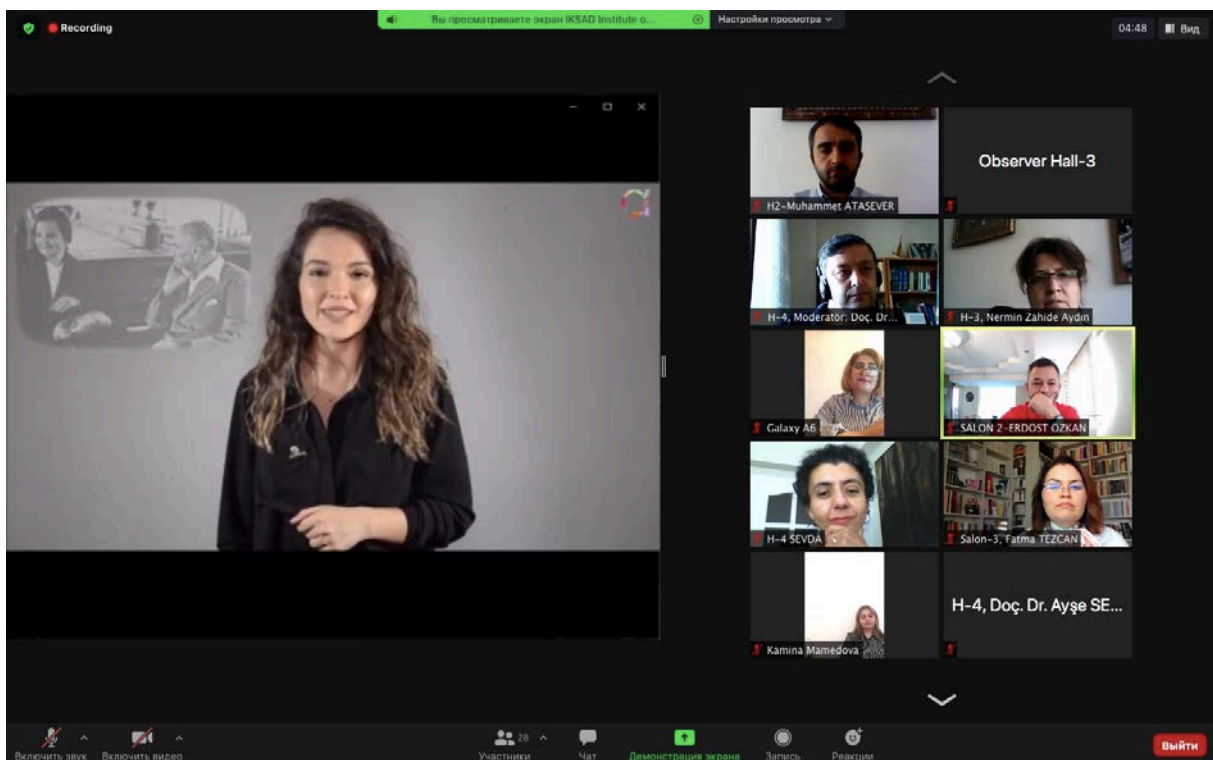 Recording
Вы просматриваете экран IKSAD Institute o...
Настройки просмотра
04:48
Вид
H2-Muhammet ATASEVER
Observer Hall-3
H-4, Moderatör: Doç. Dr...
H-3, Nermin Zahide Aydın
Galaxy A6
SALON 2-ERDOST ÖZKAN
H-4 SEVDA
Salon-3, Fatma TEZCAN
Kamina Mamedova
H-4, Doç. Dr. Ayşe SE...
Включить звук
Включить видео
28
Участники
Чат
Демонстрация экрана
Запись
Реакции
Выйти